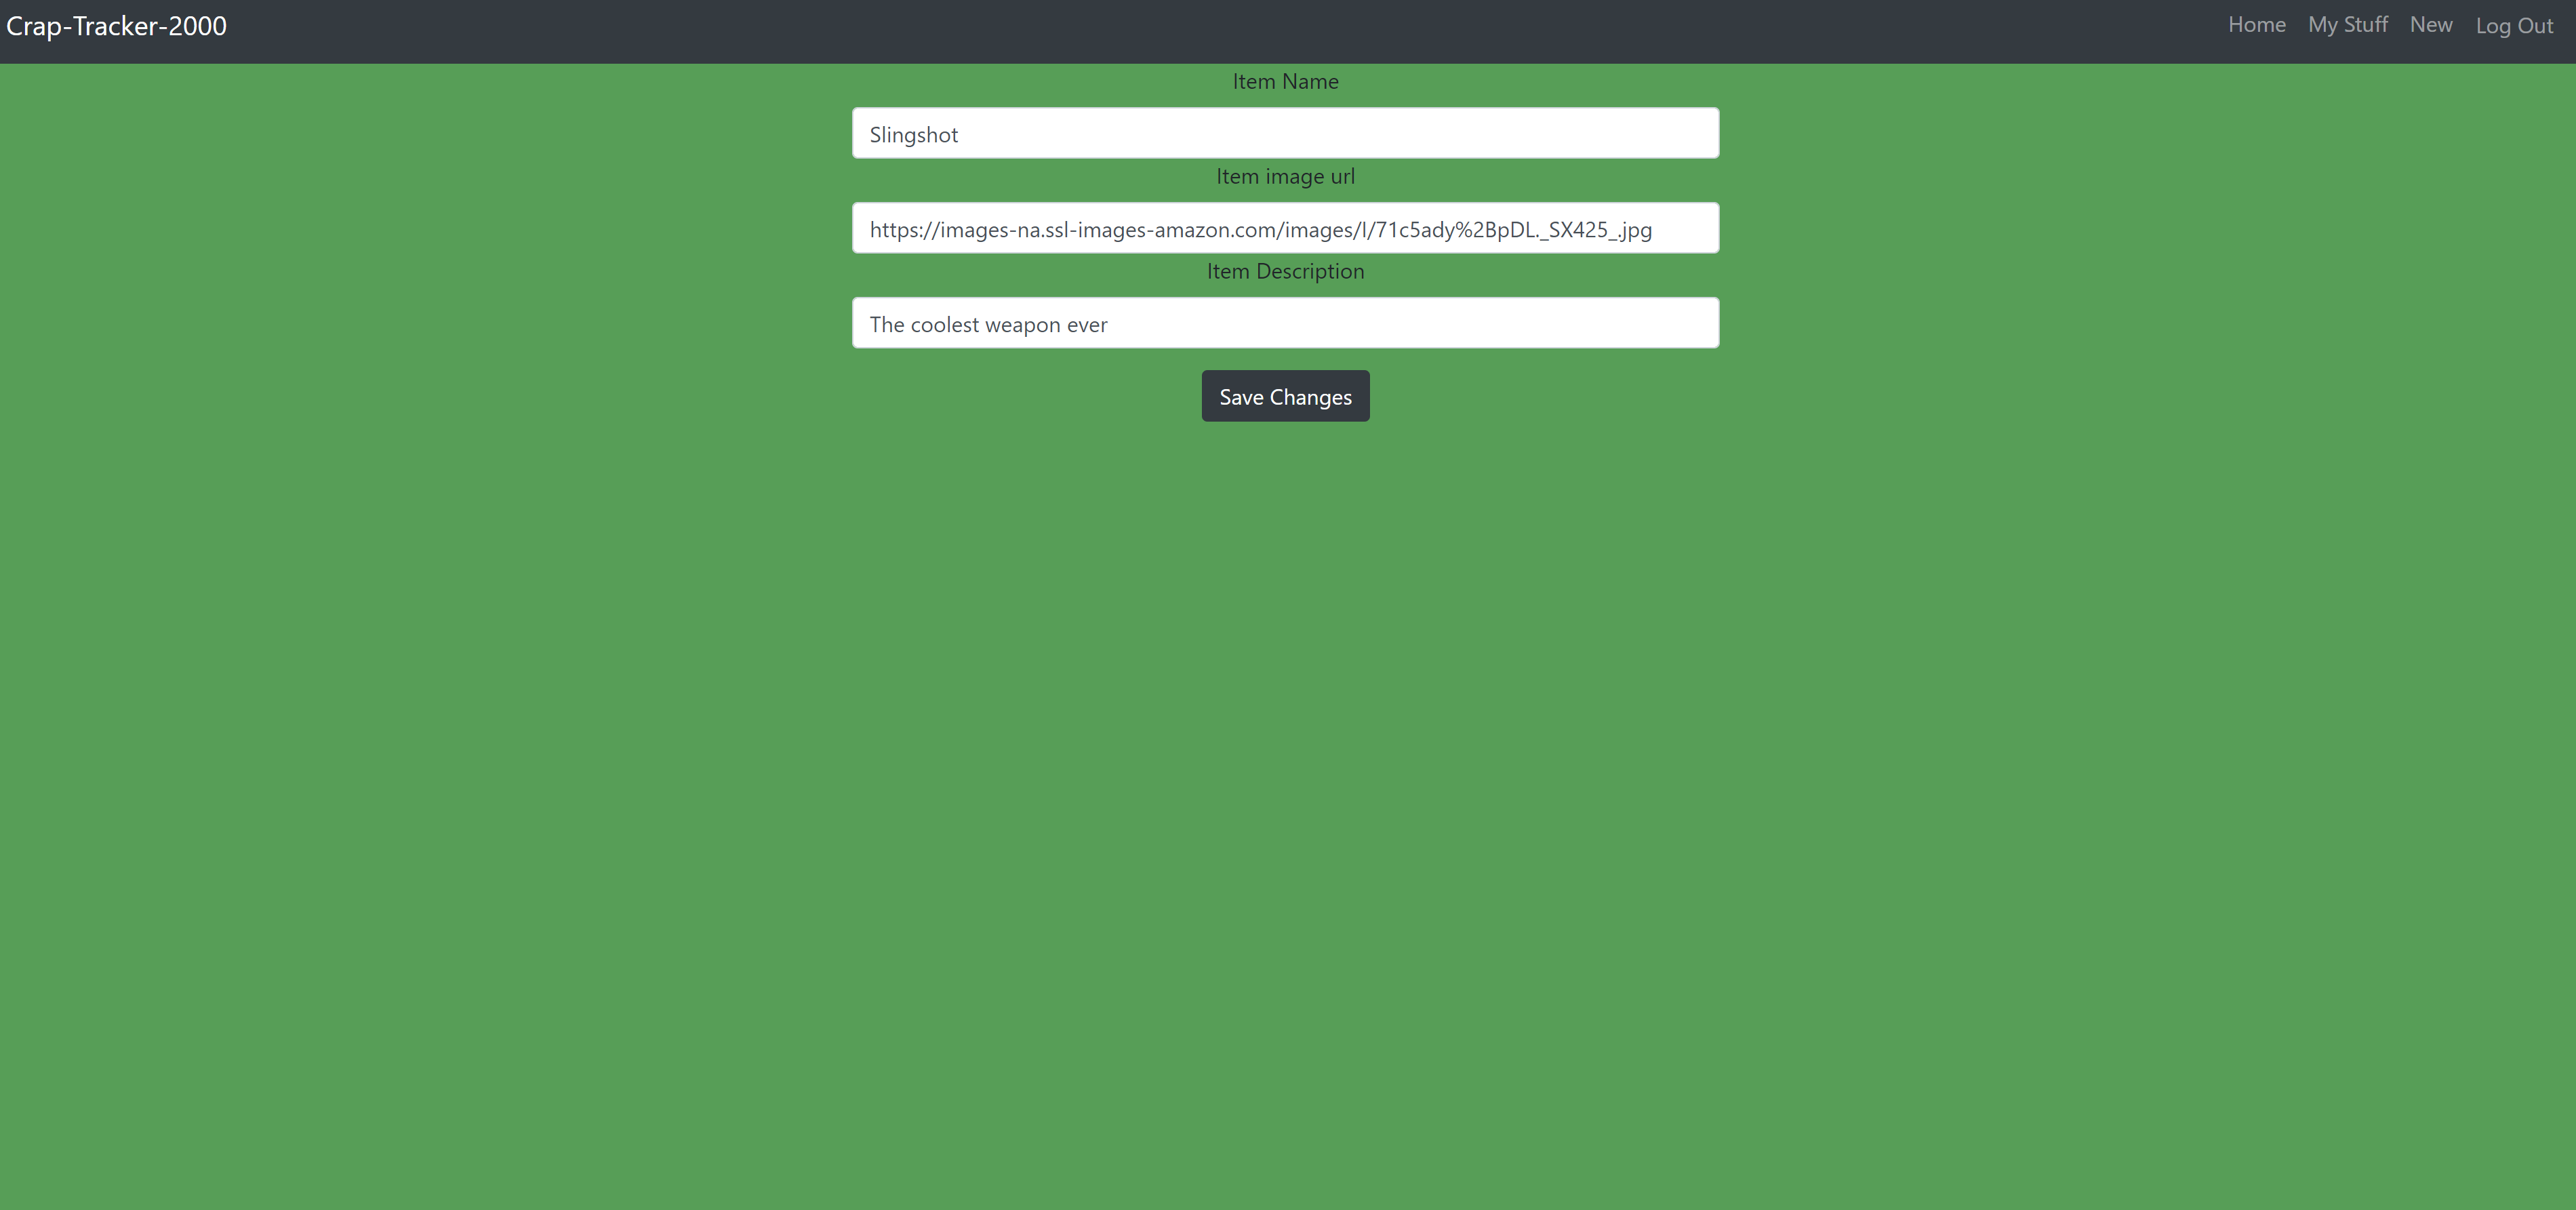 Crap-Tracker-2000
Home My Stuff New Log Out
Item Name
Slingshot
Item image url
https://images-na.ssl-images-amazon.com/images/I/71c5ady%2BpDL._SX425_.jpg
Item Description
The coolest weapon ever
Save Changes